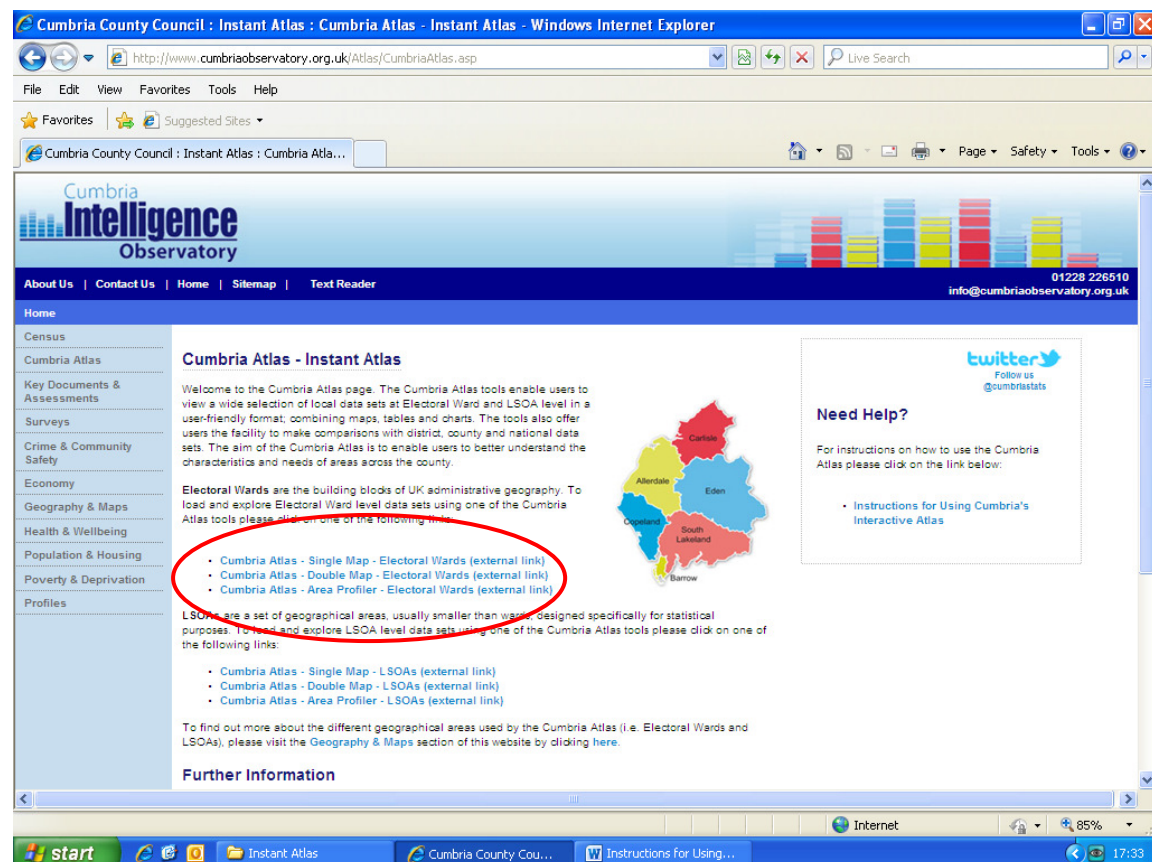 Cumbria County Council : Instant Atlas : Cumbria Atlas - Instant Atlas - Windows Internet Explorer
http://www.cumbriaobservatory.org.uk/Atlas/CumbriaAtlas.asp
Live Search
File Edit View Favorites Tools Help
Favorites Suggested Sites
Cumbria County Council : Instant Atlas : Cumbria Atla...
Page Safety Tools
Cumbria
Intelligence
Observatory
About Us | Contact Us | Home | Sitemap | Text Reader
01228 226510
info@cumbriaobservatory.org.uk
Home
Census
Cumbria Atlas
Key Documents &
Assessments
Surveys
Crime & Community
Safety
Economy
Geography & Maps
Health & Wellbeing
Population & Housing
Poverty & Deprivation
Profiles
Cumbria Atlas - Instant Atlas
Welcome to the Cumbria Atlas page. The Cumbria Atlas tools enable users to
view a wide selection of local data sets at Electoral Ward and LSOA level in a
user-friendly format; combining maps, tables and charts. The tools also offer
users the facility to make comparisons with district, county and national data
sets. The aim of the Cumbria Atlas is to enable users to better understand the
characteristics and needs of areas across the county.
Electoral Wards are the building blocks of UK administrative geography. To
load and explore Electoral Ward level data sets using one of the Cumbria
Atlas tools please click on one of the following links:
• Cumbria Atlas - Single Map - Electoral Wards (external link)
• Cumbria Atlas - Double Map - Electoral Wards (external link)
• Cumbria Atlas - Area Profiler - Electoral Wards (external link)
LSOAs are a set of geographical areas, usually smaller than wards, designed specifically for statistical
purposes. To load and explore LSOA level data sets using one of the Cumbria Atlas tools please click on one of
the following links:
• Cumbria Atlas - Single Map - LSOAs (external link)
• Cumbria Atlas - Double Map - LSOAs (external link)
• Cumbria Atlas - Area Profiler - LSOAs (external link)
To find out more about the different geographical areas used by the Cumbria Atlas (i.e. Electoral Wards and
LSOAs), please visit the Geography & Maps section of this website by clicking here.
Further Information
Carlisle
Allerdale
Eden
Copeland
South
Lakeland
Barrow
twitter
Follow us
@cumbriastats
Need Help?
For instructions on how to use the Cumbria
Atlas please click on the link below:
• Instructions for Using Cumbria's
Interactive Atlas
Internet
85%
start
Instant Atlas
Cumbria County Cou...
Instructions for Using...
17:33